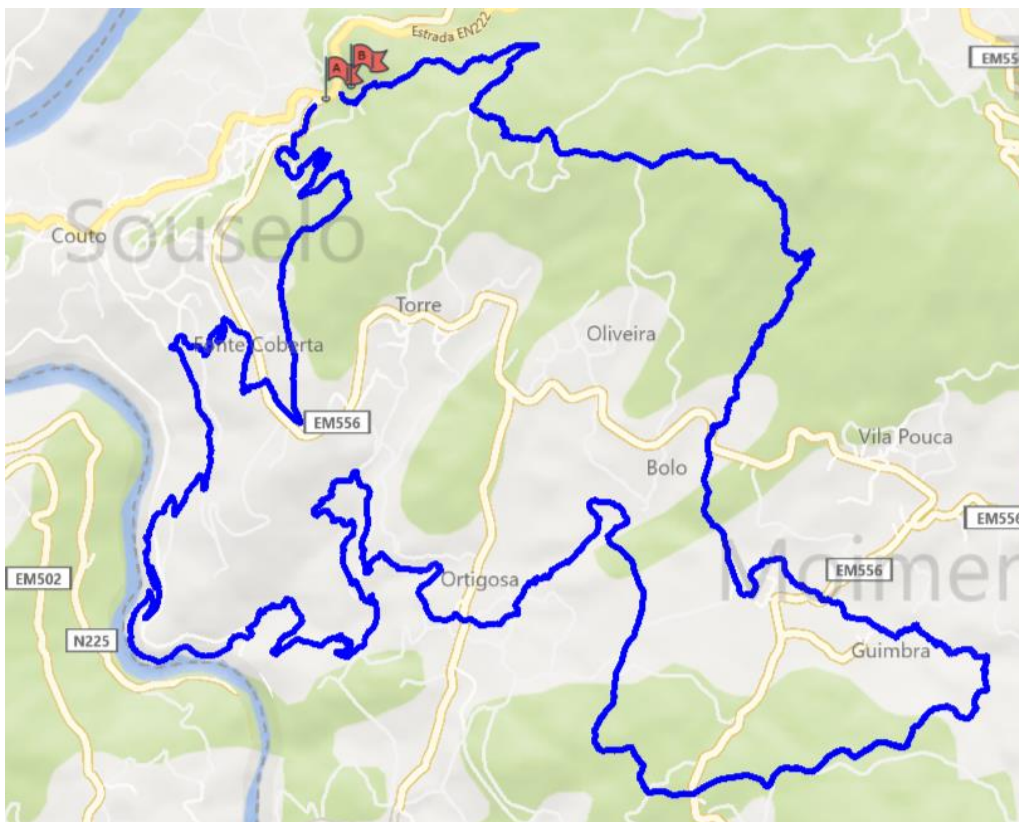 Estrada EN222
B
A
EM55
Souselo
Couto
Torre
Oliveira
Fonte Coberta
EM556
Vila Pouca
Bolo
EM556
Moimen
EM502
Ortigosa
EM556
N225
Guimbra